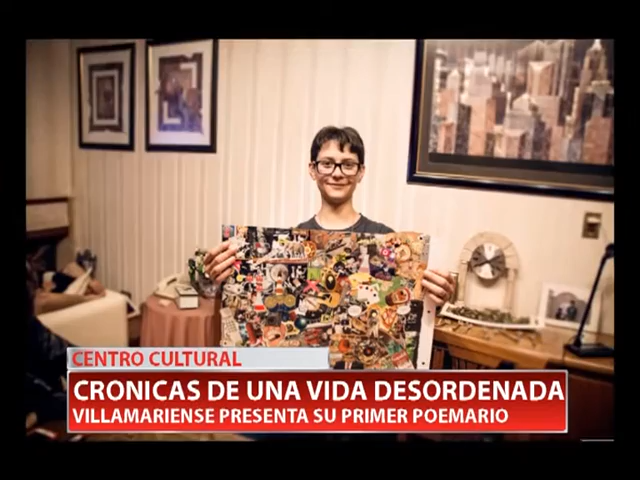 CENTRO CULTURAL
CRONICAS DE UNA VIDA DESORDENADA
VILLAMARIENSE PRESENTA SU PRIMER POEMARIO